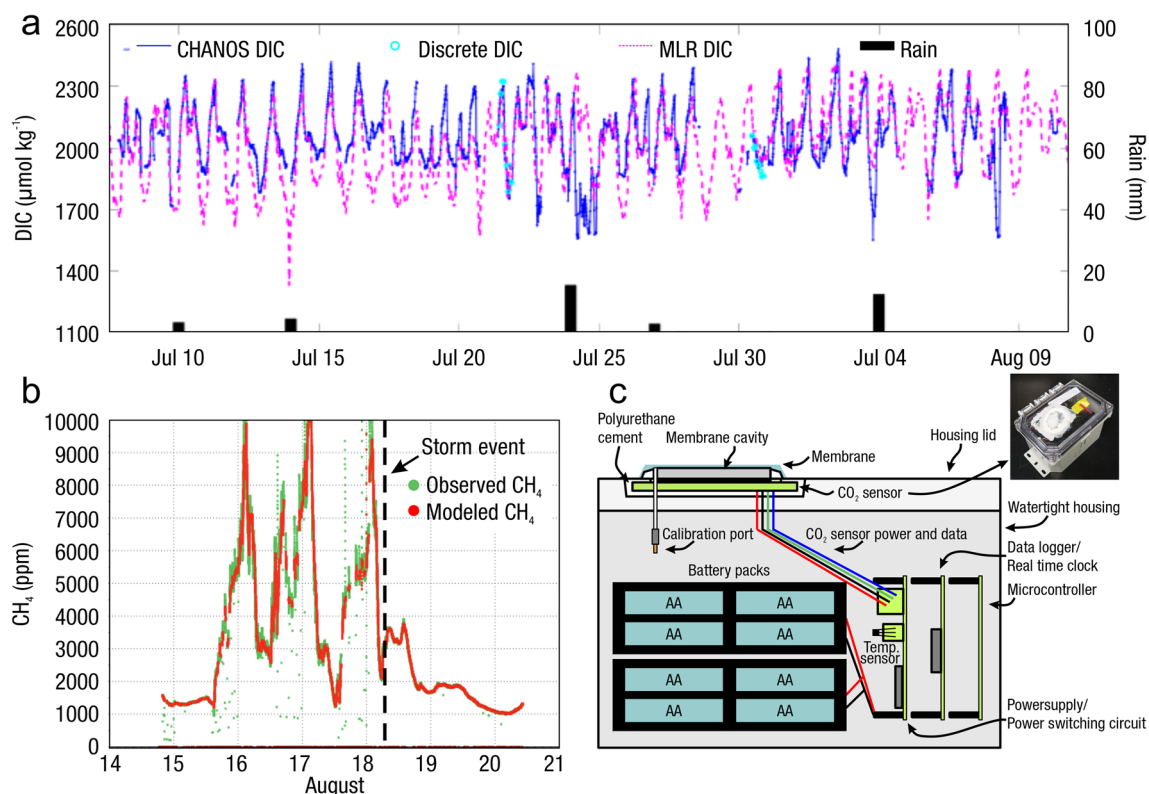 a
2600
2300
2000
1700
1400
1100
DIC (µmol kg⁻¹)
CHANOS DIC
Discrete DIC
MLR DIC
Rain
100
80
60
40
20
0
Rain (mm)
Jul 10
Jul 15
Jul 20
Jul 25
Jul 30
Jul 04
Aug 09
b
10000
9000
8000
7000
6000
5000
4000
3000
2000
1000
0
CH₄ (ppm)
Storm event
Observed CH₄
Modeled CH₄
14
15
16
17
18
19
20
21
August
c
Polyurethane
cement
Membrane cavity
Membrane
Housing lid
CO₂ sensor
Watertight housing
Calibration port
CO₂ sensor power and data
Data logger/
Real time clock
Battery packs
Microcontroller
AA
AA
AA
AA
Temp.
sensor
AA
AA
AA
AA
Powersupply/
Power switching circuit